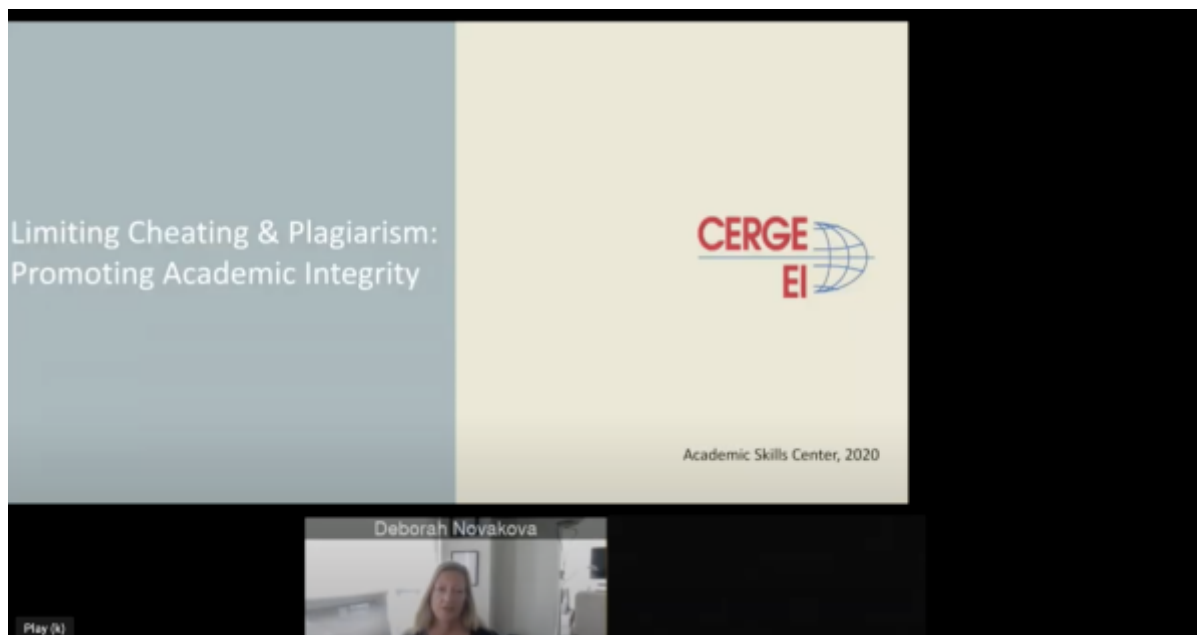 Limiting Cheating & Plagiarism:
Promoting Academic Integrity
CERGE
EI
Academic Skills Center, 2020
Deborah Novakova
Play (k)